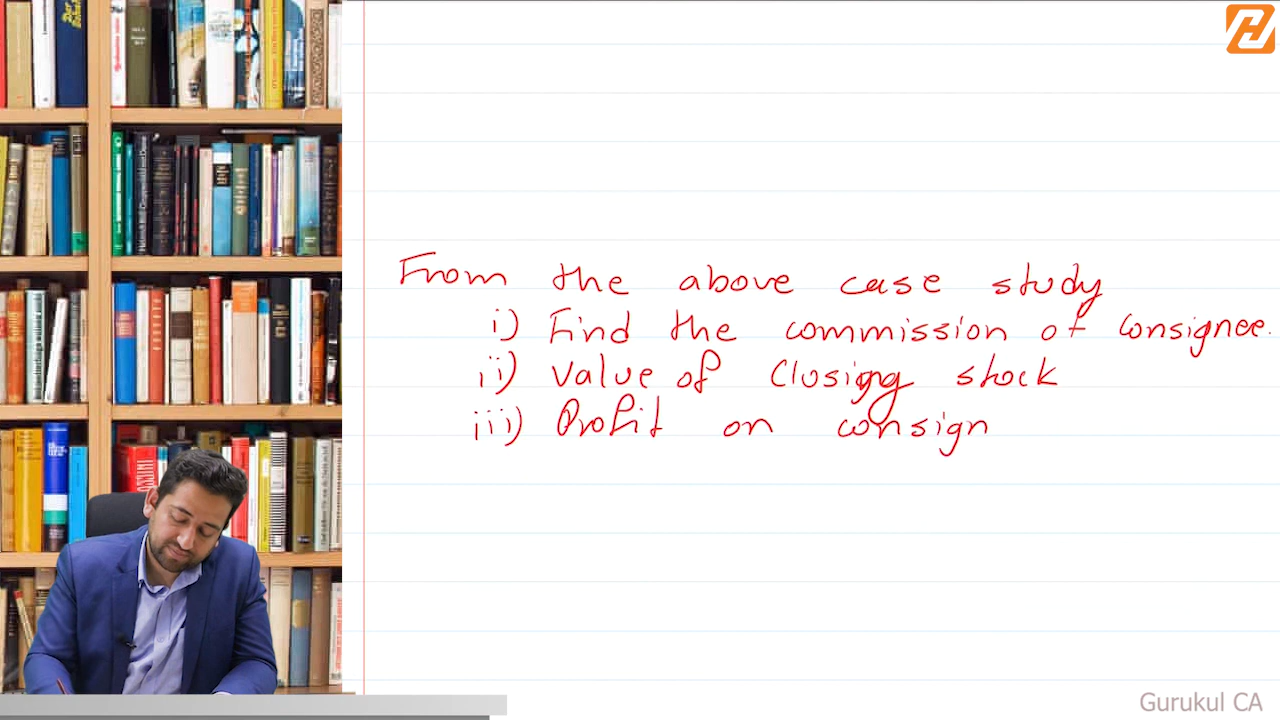 From the above case study
i) Find the commission of consignee.
ii) Value of Closing stock
iii) Profit on consign
Gurukul CA